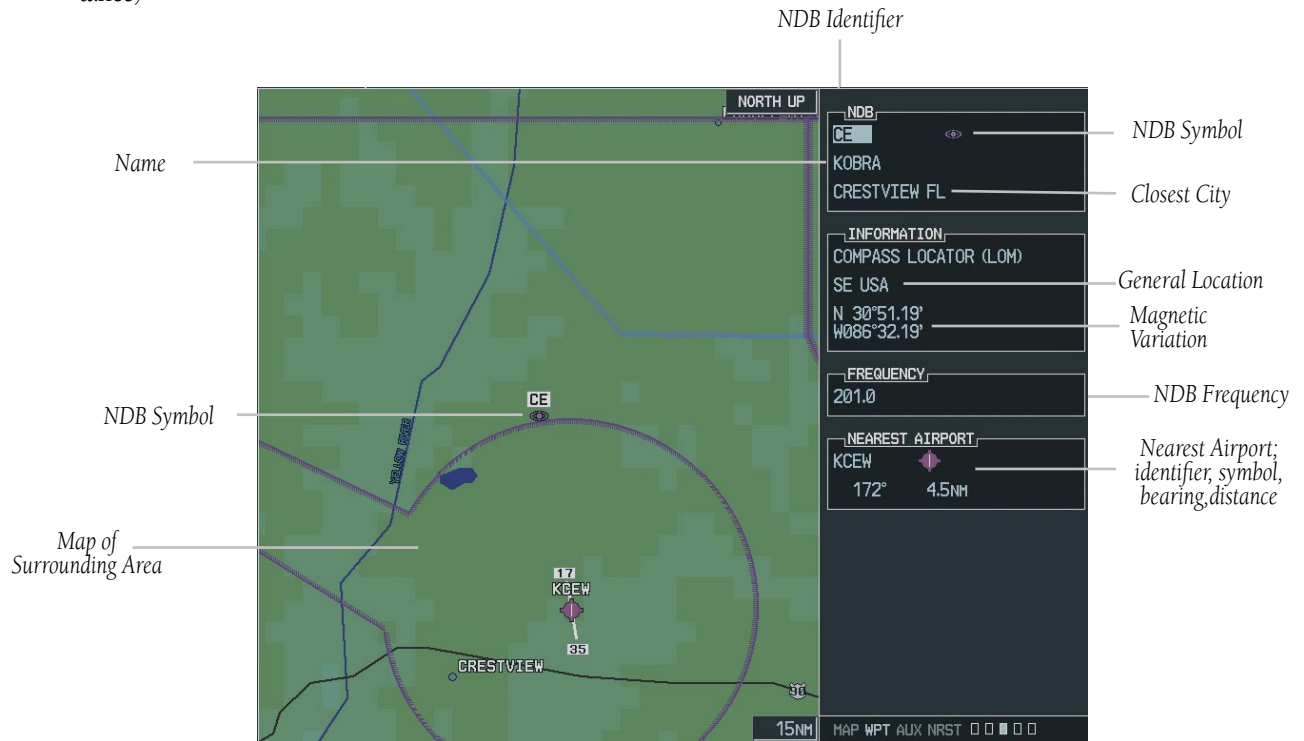 ance)
NDB Identifier
NORTH UP
NDB
CE
NDB Symbol
Name
KOBRA
CRESTVIEW FL
Closest City
INFORMATION
COMPASS LOCATOR (LOM)
SE USA
General Location
N 30°51.19'
W086°32.19'
Magnetic
Variation
FREQUENCY
201.0
NDB Frequency
CE
NDB Symbol
YELLOW RIVER
NEAREST AIRPORT
KCEW
172° 4.5NM
Nearest Airport;
identifier, symbol,
bearing,distance
Map of
Surrounding Area
17
KCEW
35
CRESTVIEW
90
15NM
MAP WPT AUX NRST